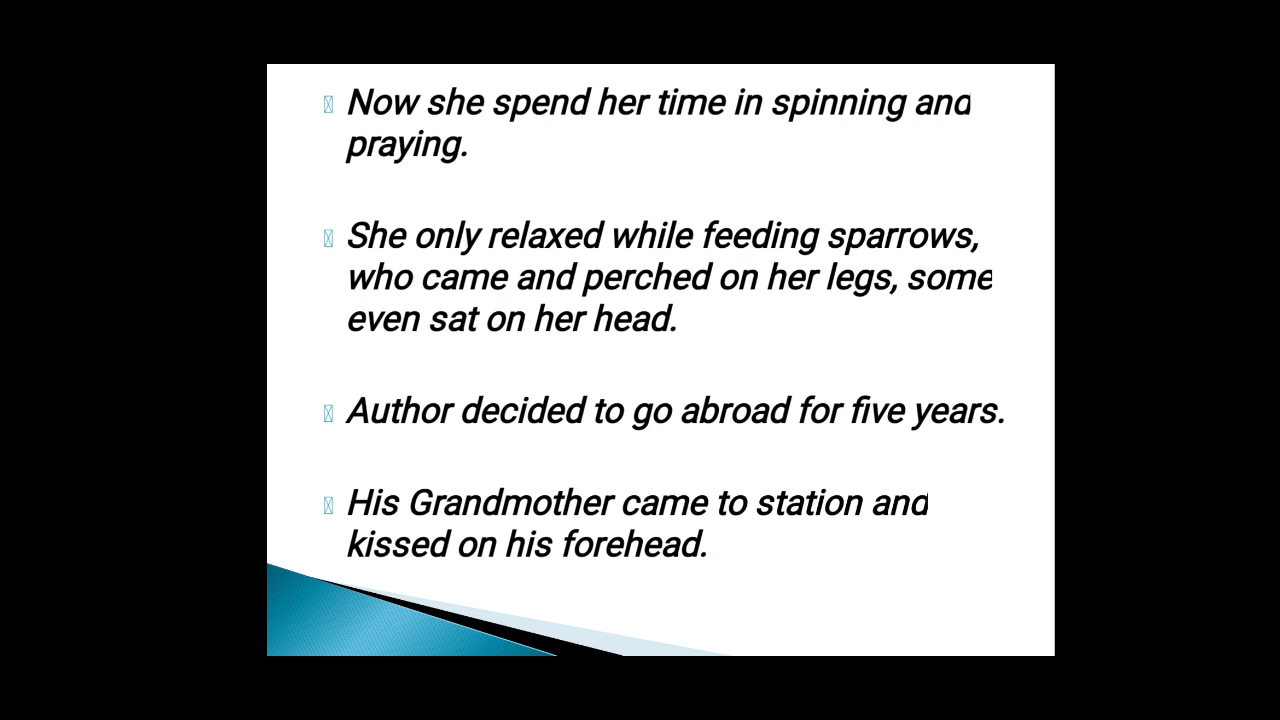 Now she spend her time in spinning and
praying.
She only relaxed while feeding sparrows,
who came and perched on her legs, some
even sat on her head.
Author decided to go abroad for five years.
His Grandmother came to station and
kissed on his forehead.